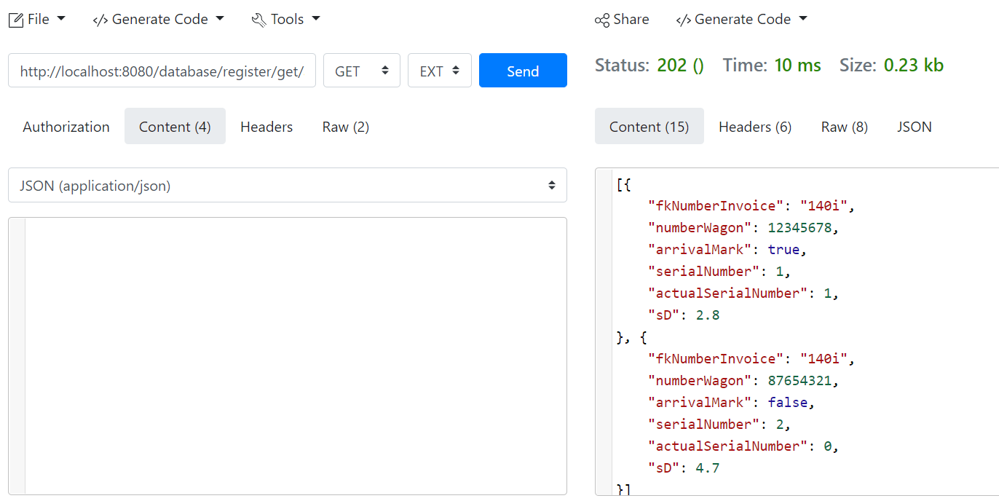 File </> Generate Code Tools
http://localhost:8080/database/register/get/ GET EXT Send
Authorization Content (4) Headers Raw (2)
JSON (application/json)
Share </> Generate Code
Status: 202 () Time: 10 ms Size: 0.23 kb
Content (15) Headers (6) Raw (8) JSON
[{
"fkNumberInvoice": "140i",
"numberWagon": 12345678,
"arrivalMark": true,
"serialNumber": 1,
"actualSerialNumber": 1,
"sD": 2.8
}, {
"fkNumberInvoice": "140i",
"numberWagon": 87654321,
"arrivalMark": false,
"serialNumber": 2,
"actualSerialNumber": 0,
"sD": 4.7
}]